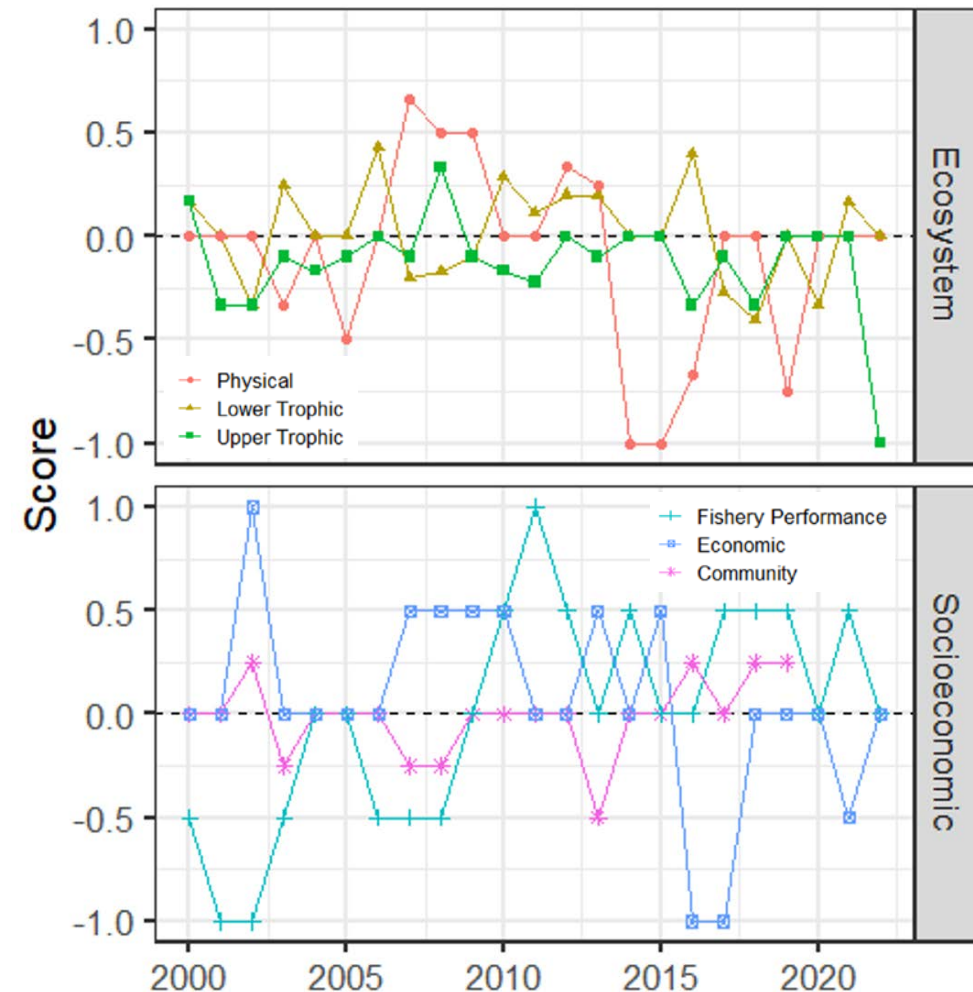 Score
1.0
0.5
0.0
-0.5
-1.0
Physical
Lower Trophic
Upper Trophic
Ecosystem
1.0
0.5
0.0
-0.5
-1.0
Fishery Performance
Economic
Community
Socioeconomic
2000 2005 2010 2015 2020